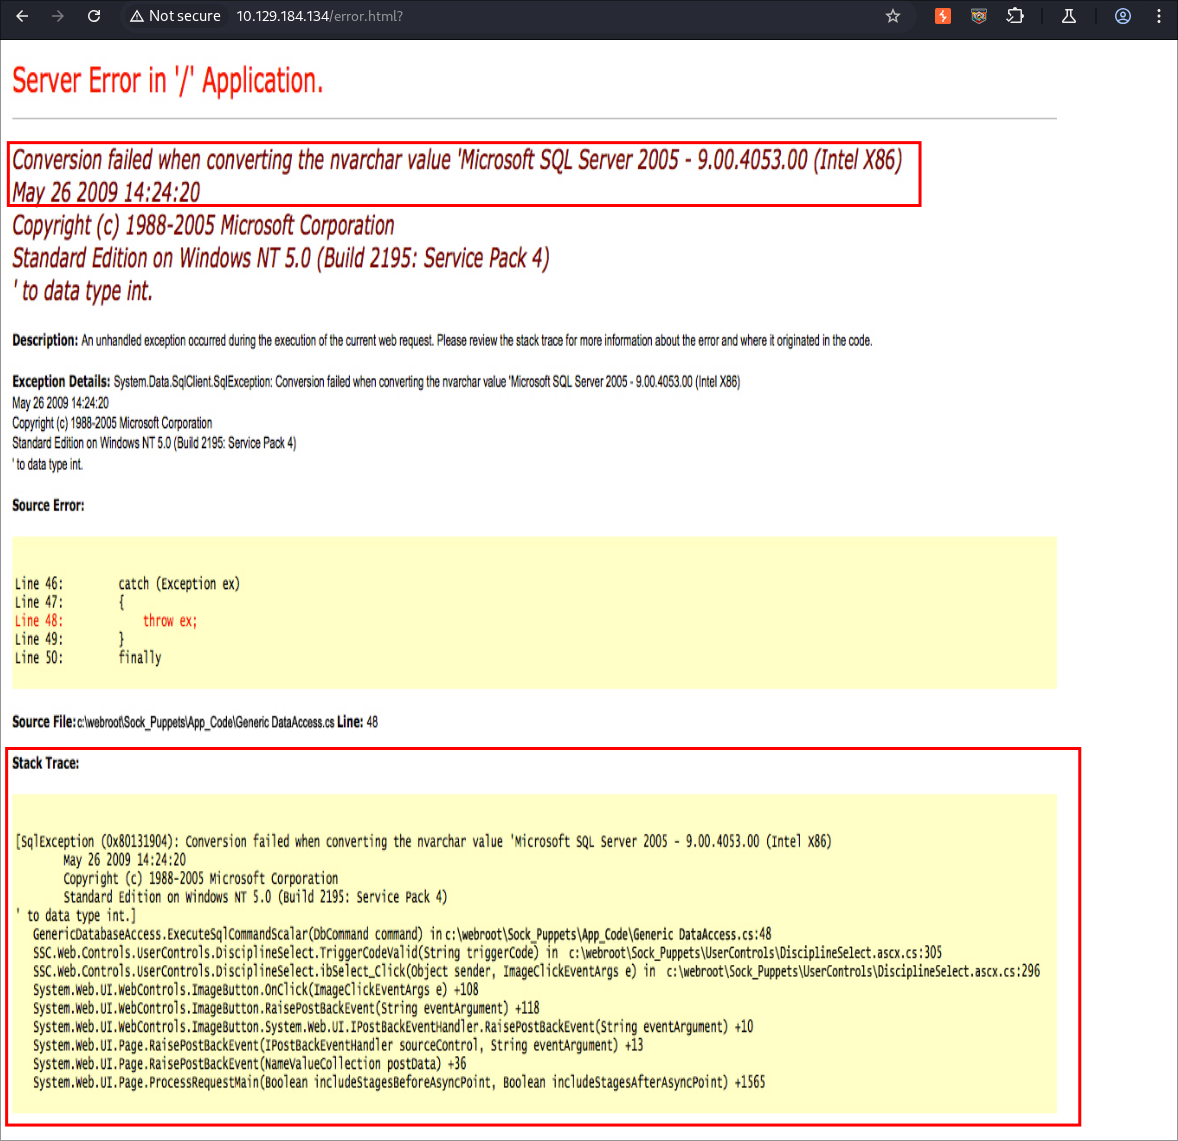 Not secure 10.129.184.134/error.html?
Server Error in '/' Application.
Conversion failed when converting the nvarchar value 'Microsoft SQL Server 2005 - 9.00.4053.00 (Intel X86)
May 26 2009 14:24:20
Copyright (c) 1988-2005 Microsoft Corporation
Standard Edition on Windows NT 5.0 (Build 2195: Service Pack 4)
' to data type int.
Description: An unhandled exception occurred during the execution of the current web request. Please review the stack trace for more information about the error and where it originated in the code.
Exception Details: System.Data.SqlClient.SqlException: Conversion failed when converting the nvarchar value 'Microsoft SQL Server 2005 - 9.00.4053.00 (Intel X86)
May 26 2009 14:24:20
Copyright (c) 1988-2005 Microsoft Corporation
Standard Edition on Windows NT 5.0 (Build 2195: Service Pack 4)
' to data type int.
Source Error:
Line 46: catch (Exception ex)
Line 47: {
Line 48: throw ex;
Line 49: }
Line 50: finally
Source File: c:\webroot\Sock_Puppets\App_Code\Generic DataAccess.cs Line: 48
Stack Trace:
[SqlException (0x80131904): Conversion failed when converting the nvarchar value 'Microsoft SQL Server 2005 - 9.00.4053.00 (Intel X86)
May 26 2009 14:24:20
Copyright (c) 1988-2005 Microsoft Corporation
Standard Edition on Windows NT 5.0 (Build 2195: Service Pack 4)
' to data type int.]
GenericDatabaseAccess.ExecuteSqlCommandScalar(DbCommand command) in c:\webroot\Sock_Puppets\App_Code\Generic DataAccess.cs:48
SSC.Web.Controls.UserControls.DisciplineSelect.TriggerCodeValid(String triggerCode) in c:\webroot\Sock_Puppets\UserControls\DisciplineSelect.ascx.cs:305
SSC.Web.Controls.UserControls.DisciplineSelect.ibSelect_Click(Object sender, ImageClickEventArgs e) in c:\webroot\Sock_Puppets\UserControls\DisciplineSelect.ascx.cs:296
System.Web.UI.WebControls.ImageButton.OnClick(ImageClickEventArgs e) +108
System.Web.UI.WebControls.ImageButton.RaisePostBackEvent(String eventArgument) +118
System.Web.UI.WebControls.ImageButton.System.Web.UI.IPostBackEventHandler.RaisePostBackEvent(String eventArgument) +10
System.Web.UI.Page.RaisePostBackEvent(IPostBackEventHandler sourceControl, String eventArgument) +13
System.Web.UI.Page.RaisePostBackEvent(NameValueCollection postData) +36
System.Web.UI.Page.ProcessRequestMain(Boolean includeStagesBeforeAsyncPoint, Boolean includeStagesAfterAsyncPoint) +1565